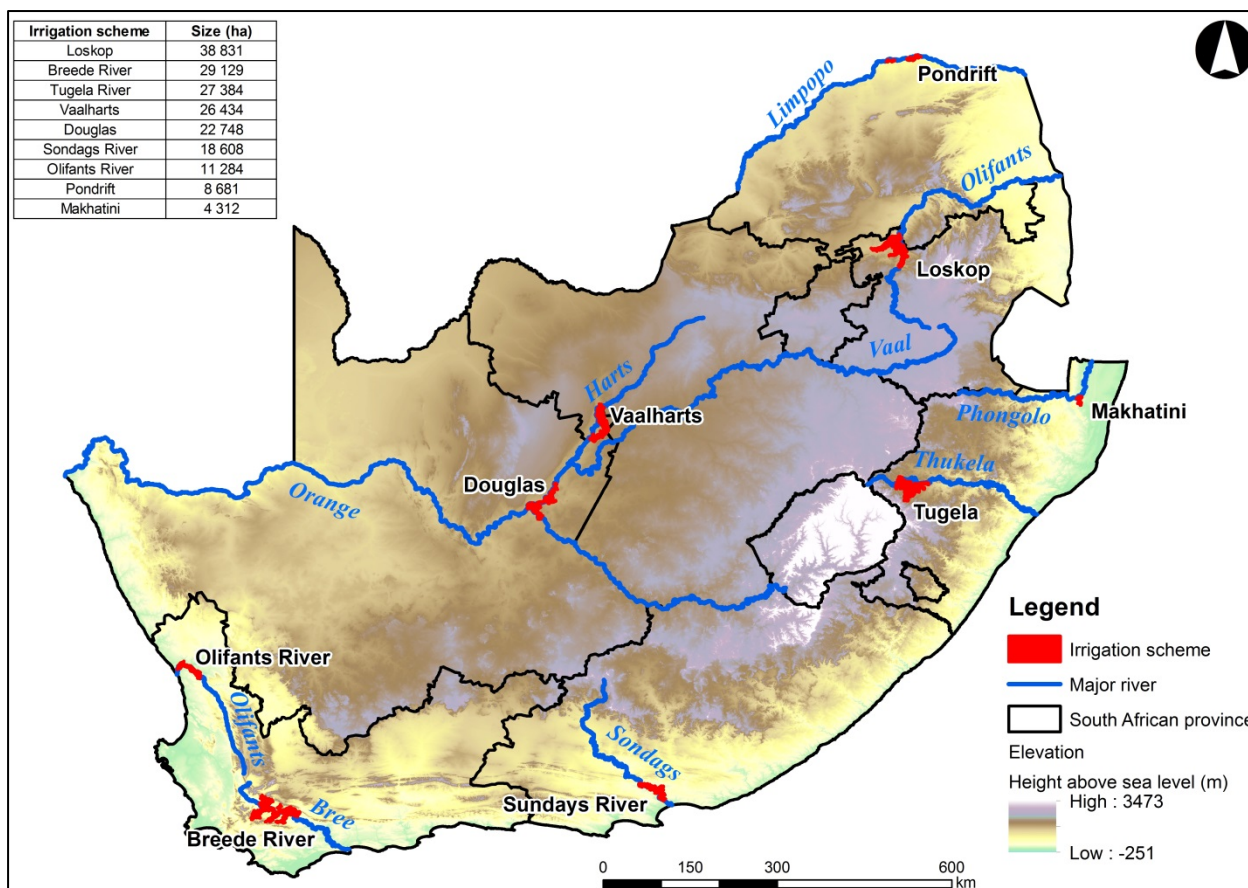 Irrigation scheme Size (ha)
Loskop 38 831
Breede River 29 129
Tugela River 27 384
Vaalharts 26 434
Douglas 22 748
Sondags River 18 608
Olifants River 11 284
Pondrift 8 681
Makhatini 4 312
Pondrift
Limpopo
Olifants
Loskop
Vaal
Harts
Vaalharts
Phongolo
Makhatini
Thukela
Tugela
Douglas
Orange
Olifants River
Olifants
Sondags
Sundays River
Bree
Breede River
Legend
Irrigation scheme
Major river
South African province
Elevation
Height above sea level (m)
High : 3473
Low : -251
0 150 300 600
km